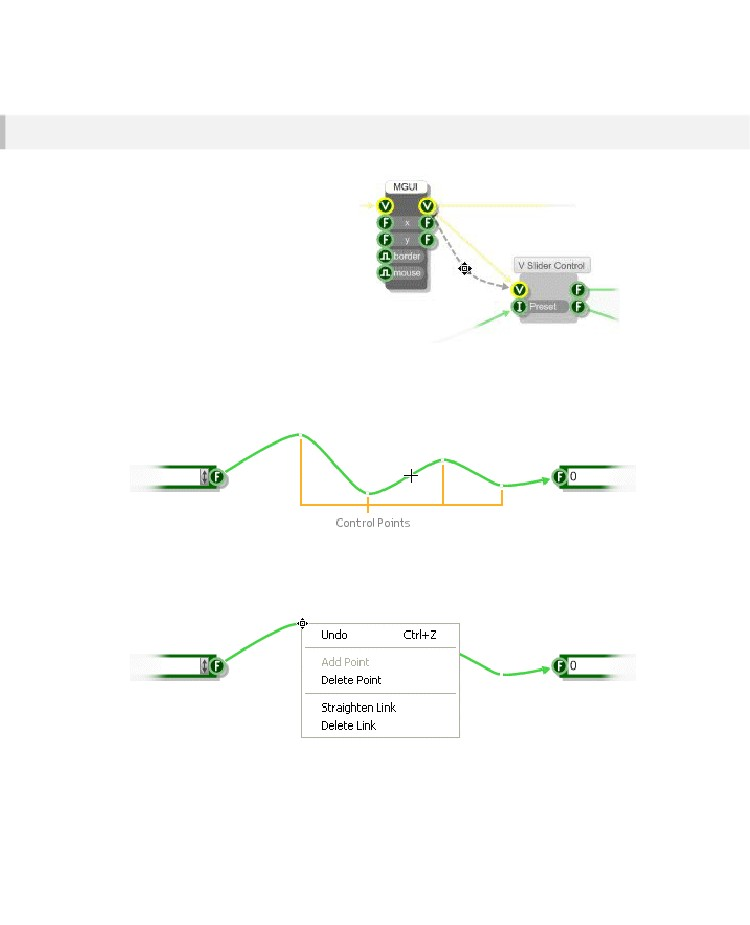 MGUI
V V
F x F
F y F
border
mouse
V Slider Control
V F
I Preset F
F F 0
Control Points
Undo Ctrl+Z
F F 0
Add Point
Delete Point
Straighten Link
Delete Link